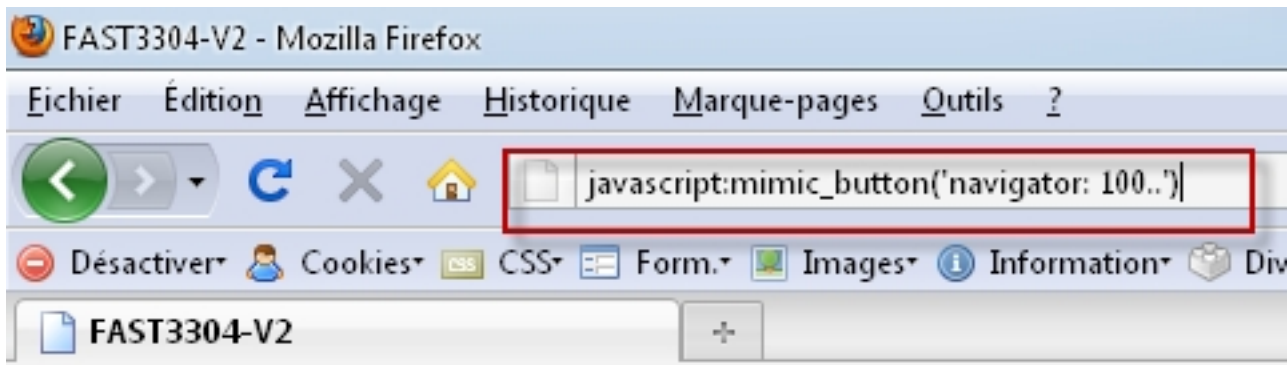 FAST3304-V2 - Mozilla Firefox
Fichier Édition Affichage Historique Marque-pages Outils ?
javascript:mimic_button('navigator: 100..')
Désactiver Cookies CSS Form. Images Information Div
FAST3304-V2